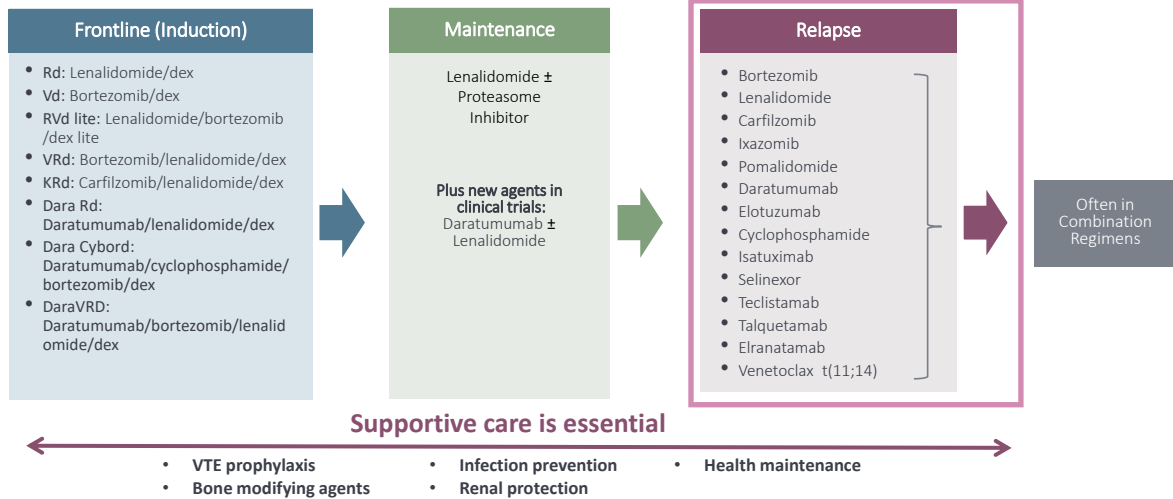 Frontline (Induction)
• Rd: Lenalidomide/dex
• Vd: Bortezomib/dex
• RVd lite: Lenalidomide/bortezomib
/dex lite
• VRd: Bortezomib/lenalidomide/dex
• KRd: Carfilzomib/lenalidomide/dex
• Dara Rd:
Daratumumab/lenalidomide/dex
• Dara Cybord:
Daratumumab/cyclophosphamide/
bortezomib/dex
• DaraVRD:
Daratumumab/bortezomib/lenalid
omide/dex
Maintenance
Lenalidomide ±
Proteasome
Inhibitor
Plus new agents in
clinical trials:
Daratumumab ±
Lenalidomide
Relapse
• Bortezomib
• Lenalidomide
• Carfilzomib
• Ixazomib
• Pomalidomide
• Daratumumab
• Elotuzumab
• Cyclophosphamide
• Isatuximab
• Selinexor
• Teclistamab
• Talquetamab
• Elranatamab
• Venetoclax t(11;14)
Often in
Combination
Regimens
Supportive care is essential
• VTE prophylaxis
• Bone modifying agents
• Infection prevention
• Renal protection
• Health maintenance